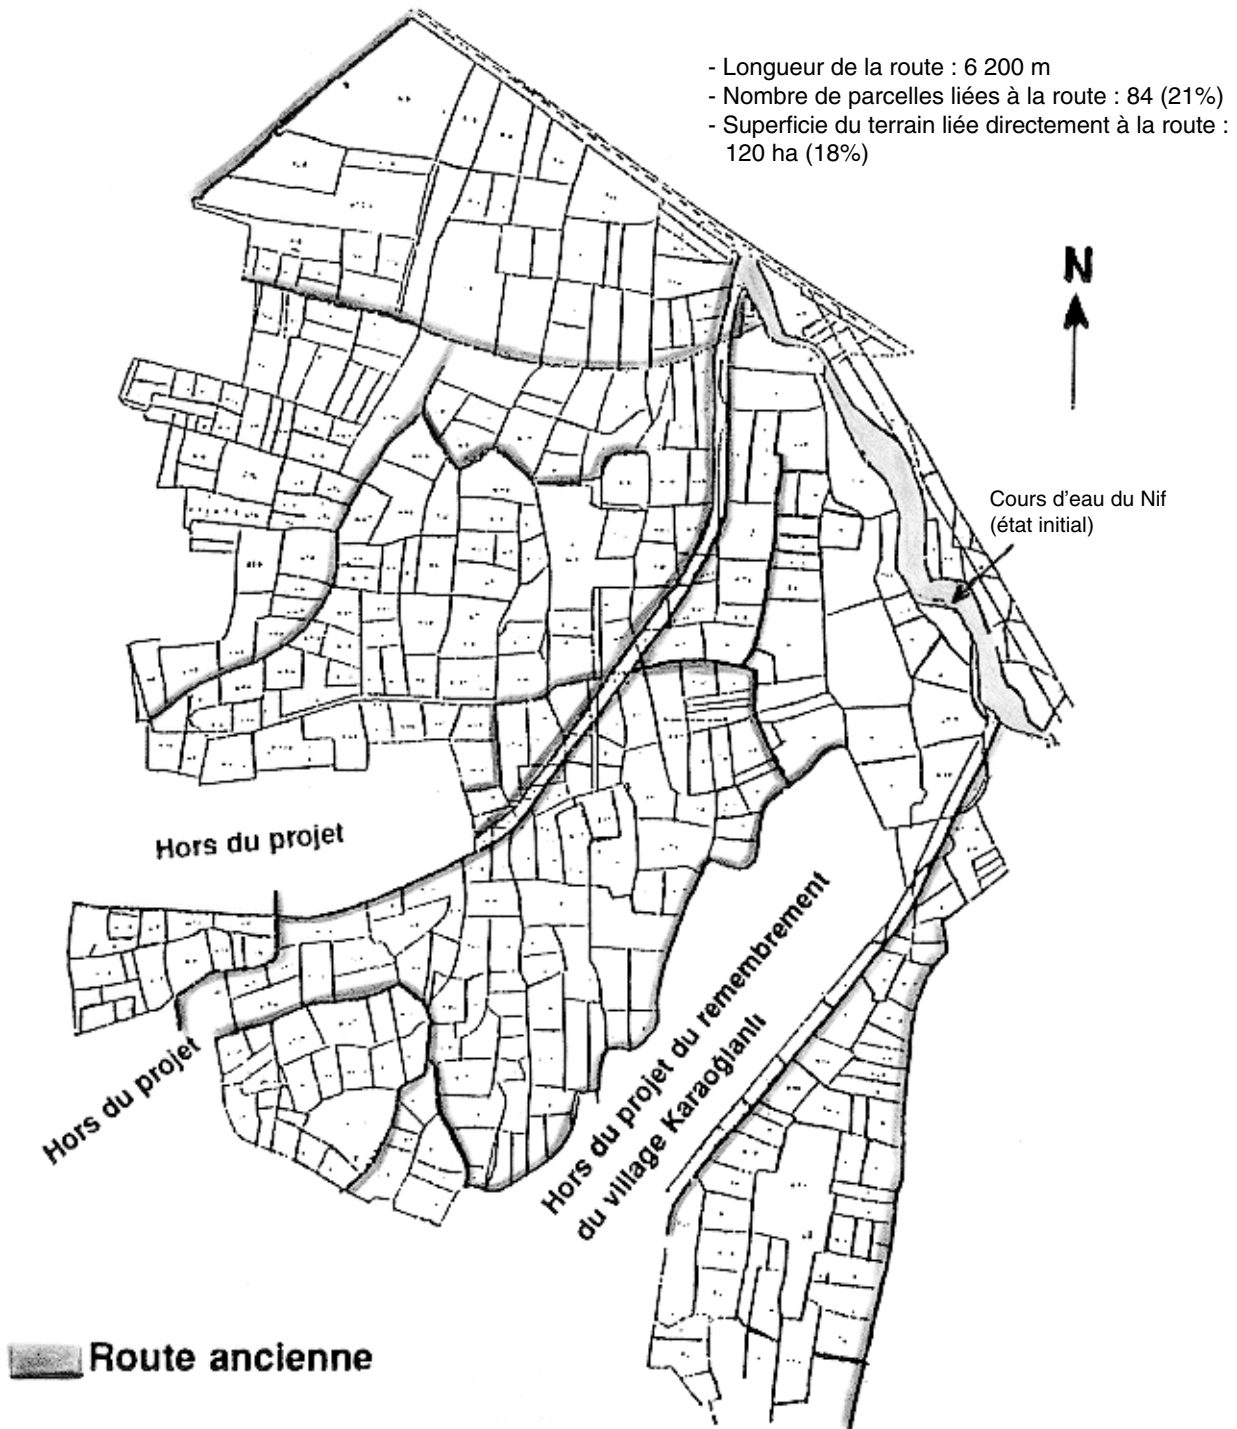 - Longueur de la route : 6 200 m
- Nombre de parcelles liées à la route : 84 (21%)
- Superficie du terrain liée directement à la route :
120 ha (18%)
N
Cours d'eau du Nif
(état initial)
Hors du projet
Hors du projet
Hors du projet du remembrement
du village Karaoğlanlı
Route ancienne